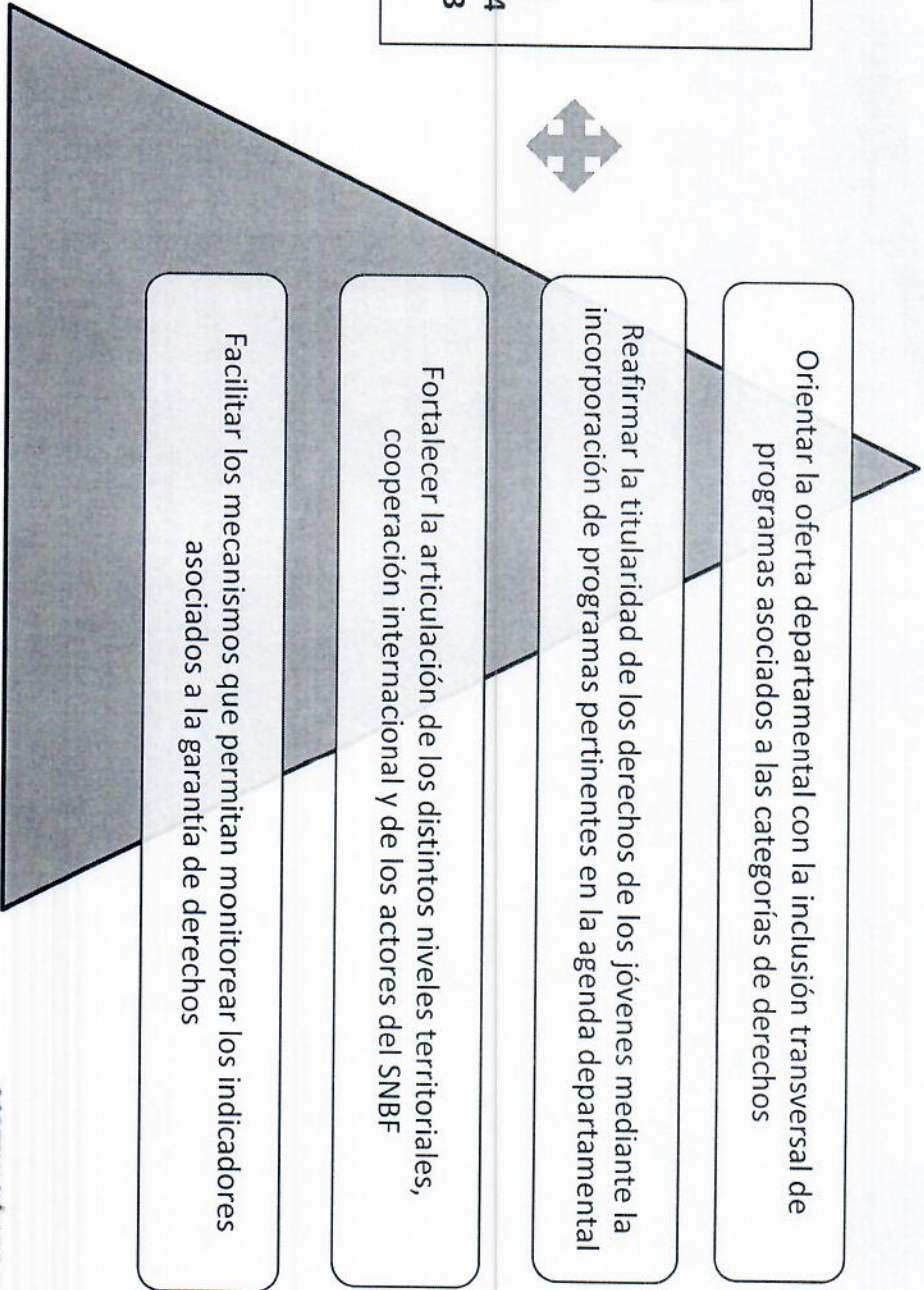 4
3
Orientar la oferta departamental con la inclusión transversal de
programas asociados a las categorías de derechos
Reafirmar la titularidad de los derechos de los jóvenes mediante la
incorporación de programas pertinentes en la agenda departamental
Fortalecer la articulación de los distintos niveles territoriales,
cooperación internacional y de los actores del SNBF
Facilitar los mecanismos que permitan monitorear los indicadores
asociados a la garantía de derechos